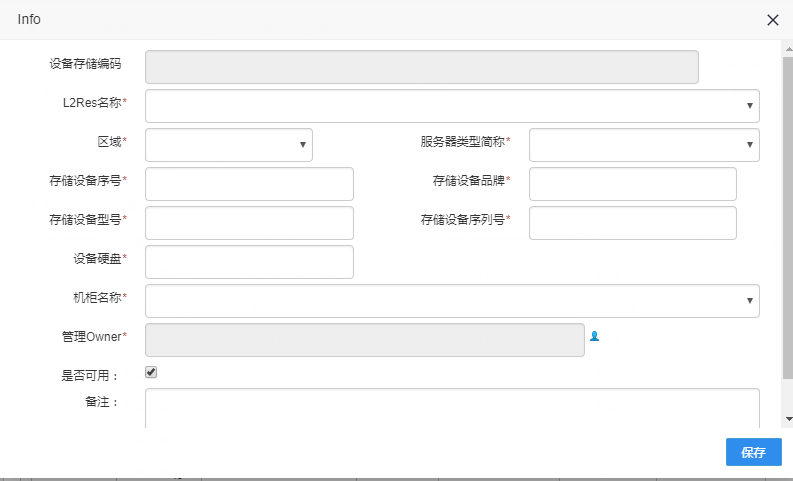 Info
设备存储编码
L2Res名称*
区域* 服务器类型简称*
存储设备序号* 存储设备品牌*
存储设备型号* 存储设备序列号*
设备硬盘*
机柜名称*
管理Owner*
是否可用：
备注：
保存